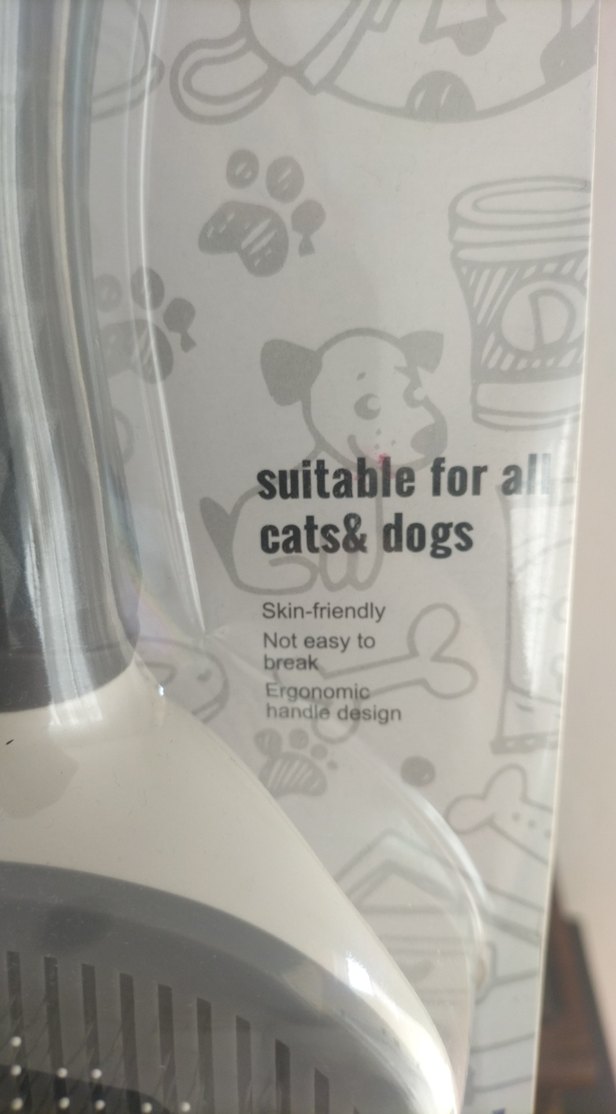 suitable for all
cats& dogs
Skin-friendly
Not easy to
break
Ergonomic
handle design